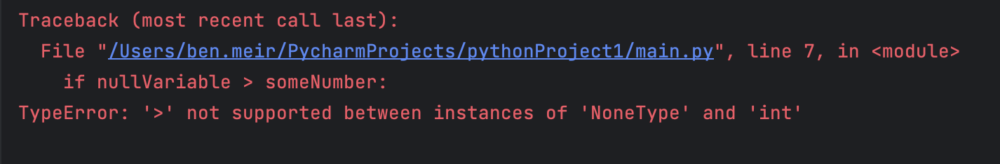 Traceback (most recent call last):
  File "/Users/ben.meir/PycharmProjects/pythonProject1/main.py", line 7, in <module>
    if nullVariable > someNumber:
TypeError: '>' not supported between instances of 'NoneType' and 'int'